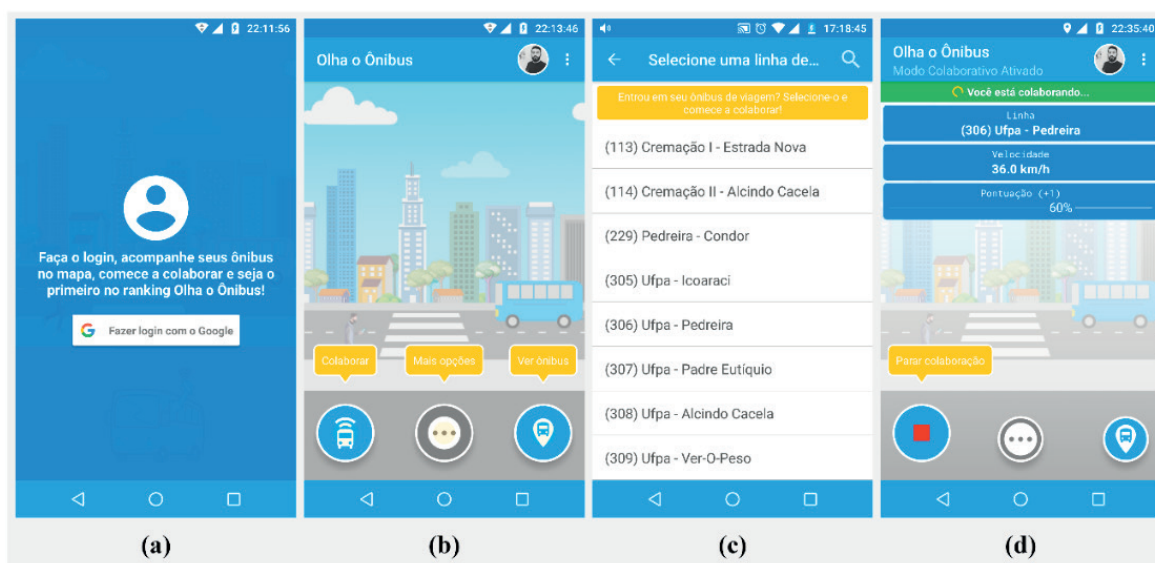 22:11:56
Faça o login, acompanhe seus ônibus
no mapa, comece a colaborar e seja o
primeiro no ranking Olha o Ônibus!
G Fazer login com o Google
(a)
22:13:46
Olha o Ônibus
Colaborar
Mais opções
Ver ônibus
(b)
17:18:45
Selecione uma linha de...
Entrou em seu ônibus de viagem? Selecione-o e
comece a colaborar!
(113) Cremação I - Estrada Nova
(114) Cremação II - Alcindo Cacela
(229) Pedreira - Condor
(305) Ufpa - Icoaraci
(306) Ufpa - Pedreira
(307) Ufpa - Padre Eutíquio
(308) Ufpa - Alcindo Cacela
(309) Ufpa - Ver-O-Peso
(c)
22:35:40
Olha o Ônibus
Modo Colaborativo Ativado
Você está colaborando...
Linha
(306) Ufpa - Pedreira
Velocidade
36.0 km/h
Pontuação (+1)
60%
Parar colaboração
(d)